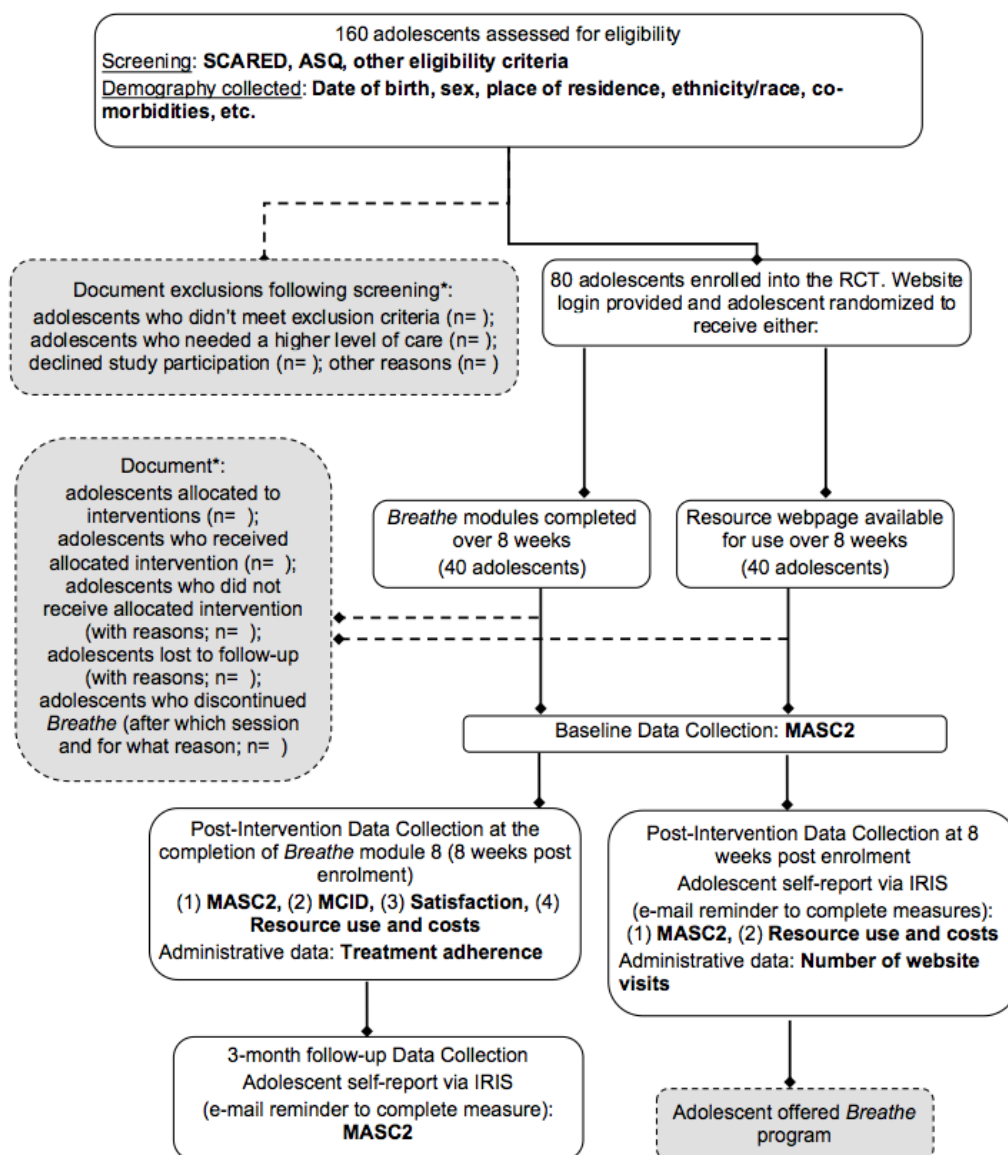 160 adolescents assessed for eligibility
Screening: SCARED, ASQ, other eligibility criteria
Demography collected: Date of birth, sex, place of residence, ethnicity/race, co-
morbidities, etc.
Document exclusions following screening*:
adolescents who didn't meet exclusion criteria (n= );
adolescents who needed a higher level of care (n= );
declined study participation (n= ); other reasons (n= )
80 adolescents enrolled into the RCT. Website
login provided and adolescent randomized to
receive either:
Document*:
adolescents allocated to
interventions (n=  );
adolescents who received
allocated intervention (n=  );
adolescents who did not
receive allocated intervention
(with reasons; n=  );
adolescents lost to follow-up
(with reasons; n=  );
adolescents who discontinued
Breathe (after which session
and for what reason; n=  )
Breathe modules completed
over 8 weeks
(40 adolescents)
Resource webpage available
for use over 8 weeks
(40 adolescents)
Baseline Data Collection: MASC2
Post-Intervention Data Collection at the
completion of Breathe module 8 (8 weeks post
enrolment)
(1) MASC2, (2) MCID, (3) Satisfaction, (4)
Resource use and costs
Administrative data: Treatment adherence
Post-Intervention Data Collection at 8
weeks post enrolment
Adolescent self-report via IRIS
(e-mail reminder to complete measures):
(1) MASC2, (2) Resource use and costs
Administrative data: Number of website
visits
3-month follow-up Data Collection
Adolescent self-report via IRIS
(e-mail reminder to complete measure):
MASC2
Adolescent offered Breathe
program